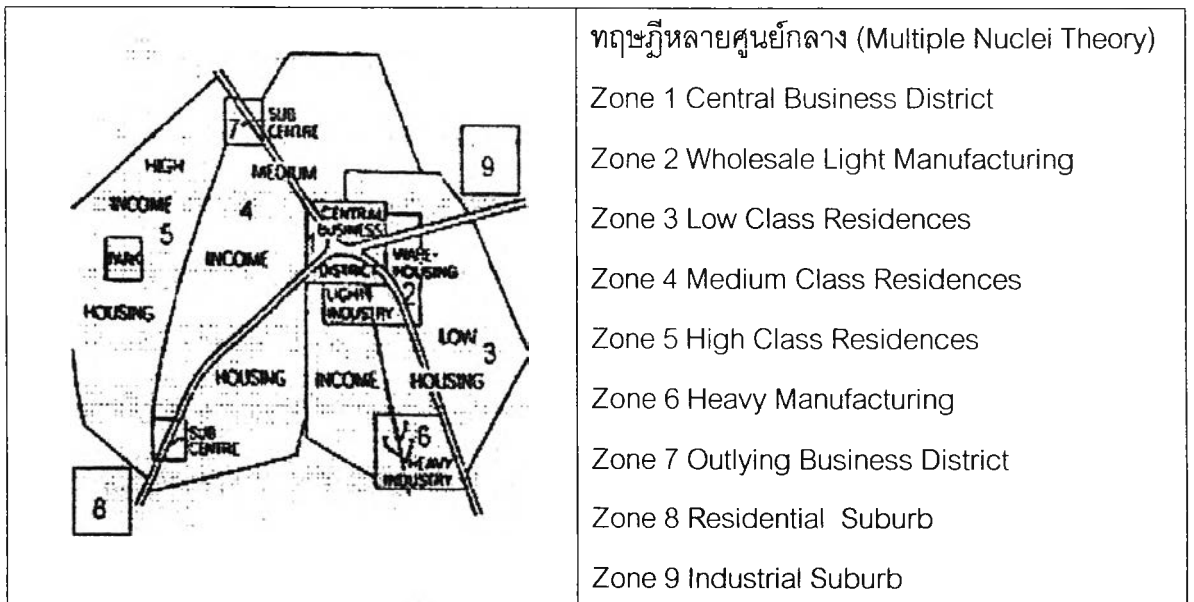 7
SUB
CENTRE
9
HIGH
MEDIUM
INCOME
4
5
CENTRAL
BUSINESS
1
DISTRICT
PARK
INCOME
WARE-
HOUSING
2
LIGHT
INDUSTRY
HOUSING
LOW
3
HOUSING
INCOME
HOUSING
SUB
CENTRE
6
HEAVY
INDUSTRY
8
ทฤษฎีหลายศูนย์กลาง (Multiple Nuclei Theory)
Zone 1 Central Business District
Zone 2 Wholesale Light Manufacturing
Zone 3 Low Class Residences
Zone 4 Medium Class Residences
Zone 5 High Class Residences
Zone 6 Heavy Manufacturing
Zone 7 Outlying Business District
Zone 8 Residential Suburb
Zone 9 Industrial Suburb